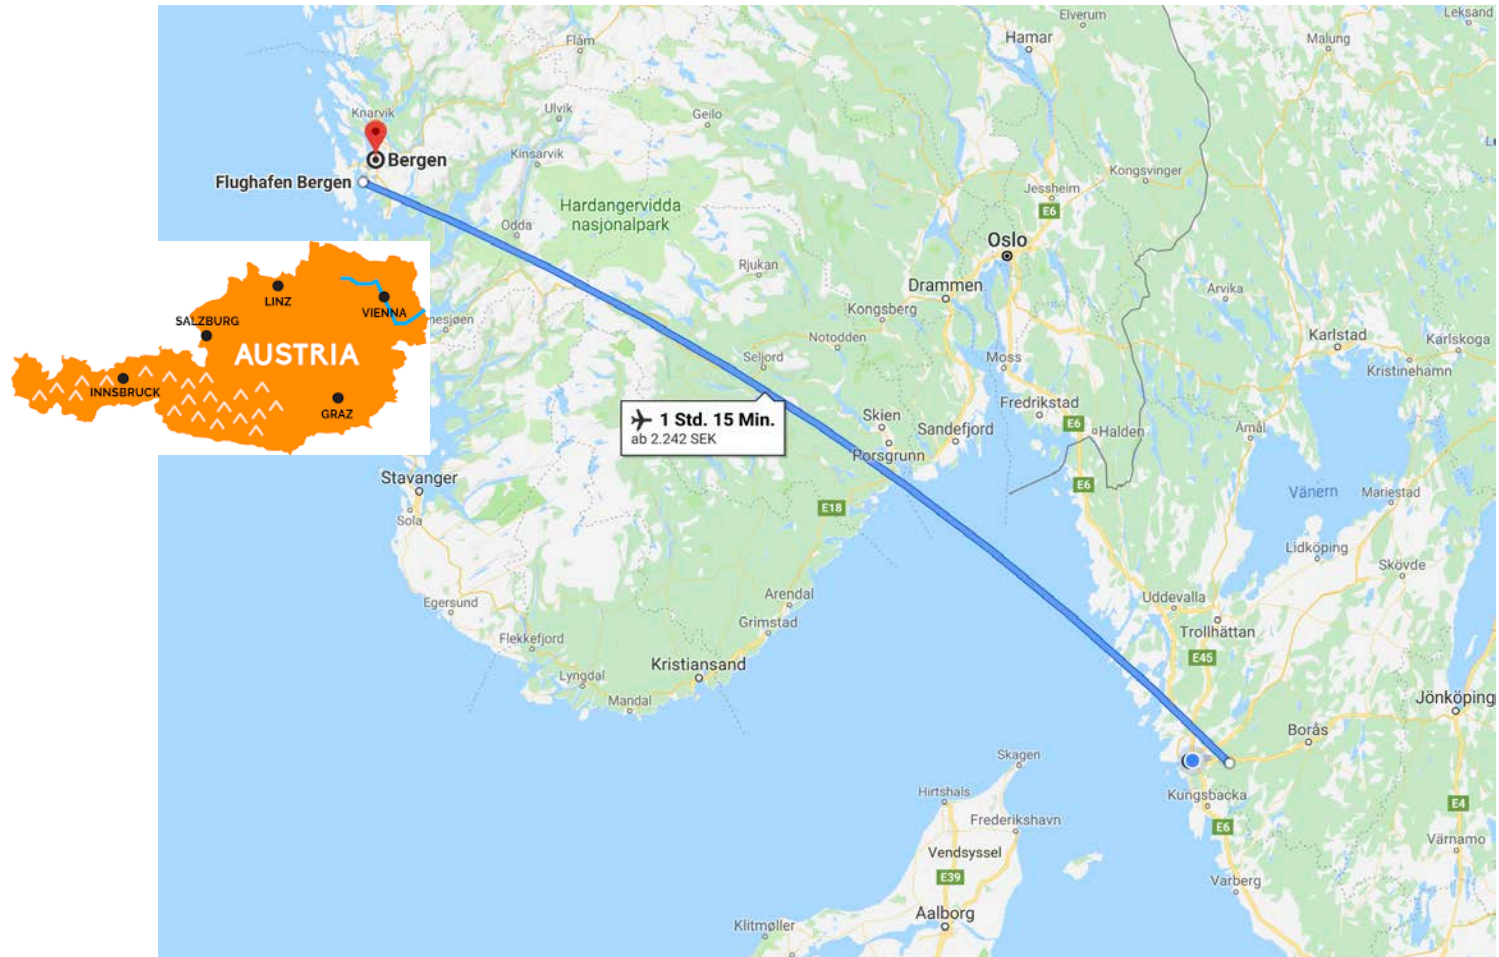 Elverum
Leksand
Hamar
Malung
Flåm
Knarvik
Ulvik
Geilo
Bergen
Kinsarvik
Kongsvinger
Flughafen Bergen
Jessheim
E6
Hardangervidda
nasjonalpark
Odda
Oslo
Rjukan
Drammen
Arvika
Kongsberg
LINZ
VIENNA
SALZBURG
nesjøen
Notodden
Karlstad
Karlskoga
AUSTRIA
Seljord
Moss
Kristinehamn
INNSBRUCK
GRAZ
1 Std. 15 Min.
ab 2.242 SEK
Skien
Fredrikstad
E6
Halden
Åmål
Sandefjord
Porsgrunn
Stavanger
E6
Vänern
Mariestad
Sola
E18
Lidköping
Skövde
Arendal
Uddevalla
Egersund
Grimstad
Trollhättan
Flekkefjord
E45
Kristiansand
Lyngdal
Mandal
Jönköping
Borås
Skagen
Hirtshals
Kungsbacka
E4
Frederikshavn
E6
Värnamo
Vendsyssel
E39
Varberg
Aalborg
Klitmøller